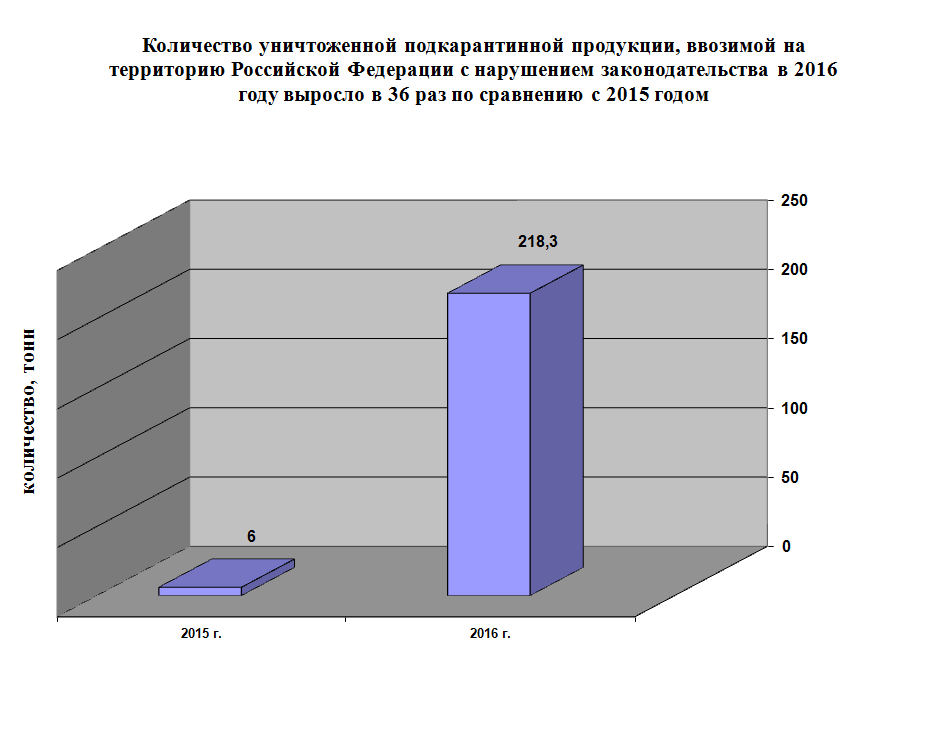 Количество уничтоженной подкарантинной продукции, ввозимой на
территорию Российской Федерации с нарушением законодательства в 2016
году выросло в 36 раз по сравнению с 2015 годом
250
218,3
200
150
количество, тонн
100
50
6
0
2015 г.
2016 г.